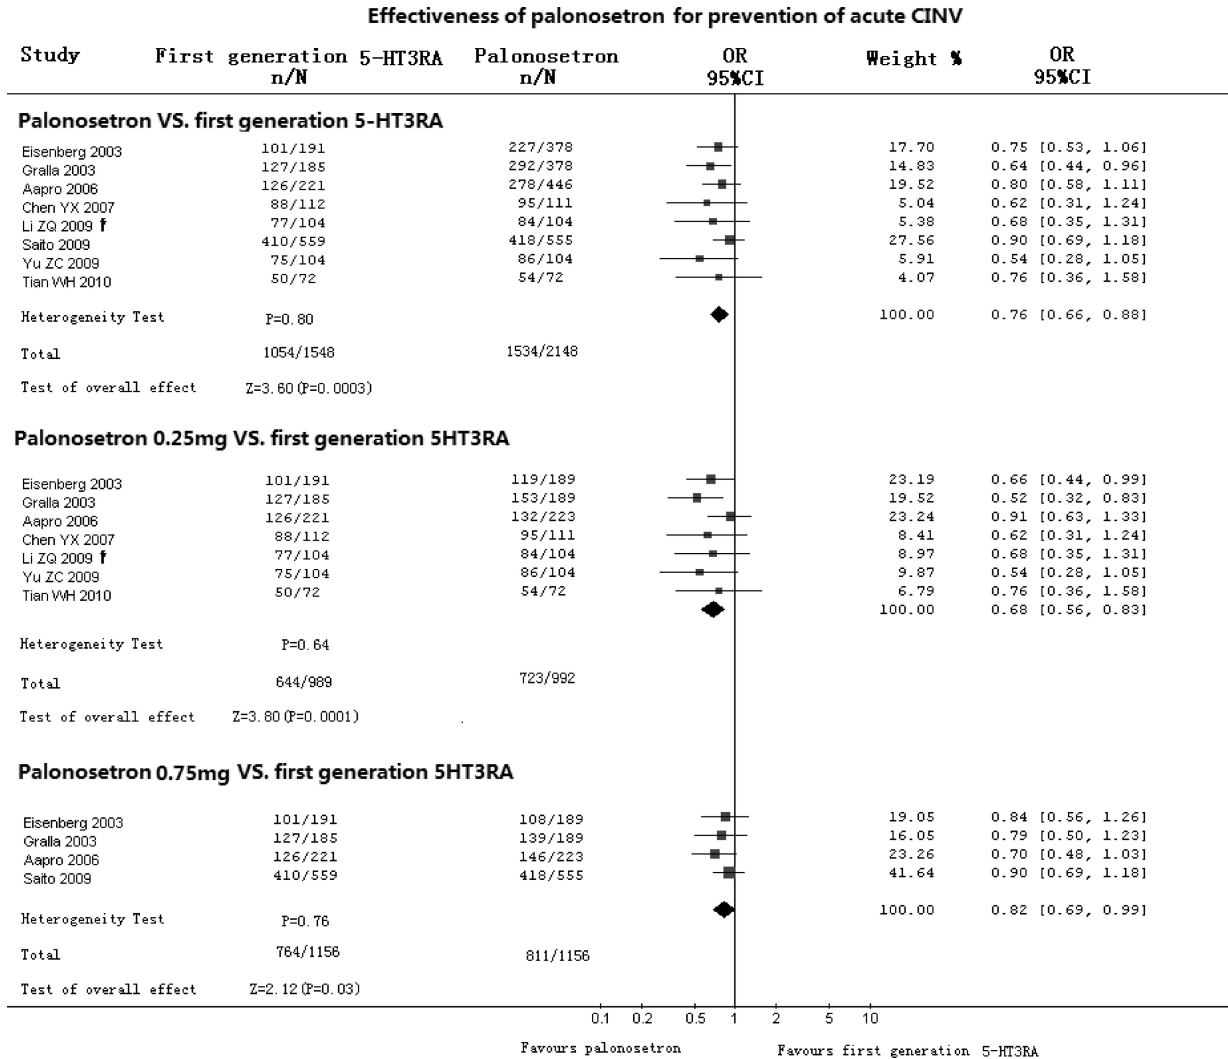 Effectiveness of palonosetron for prevention of acute CINV
Study First generation 5-HT3RA Palonosetron OR Weight % OR
n/N n/N 95%CI 95%CI
Palonosetron VS. first generation 5-HT3RA
Eisenberg 2003 101/191 227/378 17.70 0.75 [0.53, 1.06]
Gralla 2003 127/185 292/378 14.83 0.64 [0.44, 0.96]
Aapro 2006 126/221 278/446 19.52 0.80 [0.58, 1.11]
Chen YX 2007 88/112 95/111 5.04 0.62 [0.31, 1.24]
Li ZQ 2009 † 77/104 84/104 5.38 0.68 [0.35, 1.31]
Saito 2009 410/559 418/555 27.56 0.90 [0.69, 1.18]
Yu ZC 2009 75/104 86/104 5.91 0.54 [0.28, 1.05]
Tian WH 2010 50/72 54/72 4.07 0.76 [0.36, 1.58]
Heterogeneity Test P=0.80 100.00 0.76 [0.66, 0.88]
Total 1054/1548 1534/2148
Test of overall effect Z=3.60(P=0.0003)
Palonosetron 0.25mg VS. first generation 5HT3RA
Eisenberg 2003 101/191 119/189 23.19 0.66 [0.44, 0.99]
Gralla 2003 127/185 153/189 19.52 0.52 [0.32, 0.83]
Aapro 2006 126/221 132/223 23.24 0.91 [0.63, 1.33]
Chen YX 2007 88/112 95/111 8.41 0.62 [0.31, 1.24]
Li ZQ 2009 † 77/104 84/104 8.97 0.68 [0.35, 1.31]
Yu ZC 2009 75/104 86/104 9.87 0.54 [0.28, 1.05]
Tian WH 2010 50/72 54/72 6.79 0.76 [0.36, 1.58]
100.00 0.68 [0.56, 0.83]
Heterogeneity Test P=0.64
Total 644/989 723/992
Test of overall effect Z=3.80(P=0.0001)
Palonosetron 0.75mg VS. first generation 5HT3RA
Eisenberg 2003 101/191 108/189 19.05 0.84 [0.56, 1.26]
Gralla 2003 127/185 139/189 16.05 0.79 [0.50, 1.23]
Aapro 2006 126/221 146/223 23.26 0.70 [0.48, 1.03]
Saito 2009 410/559 418/555 41.64 0.90 [0.69, 1.18]
Heterogeneity Test P=0.76 100.00 0.82 [0.69, 0.99]
Total 764/1156 811/1156
Test of overall effect Z=2.12(P=0.03)
0.1 0.2 0.5 1 2 5 10
Favours palonosetron Favours first generation 5-HT3RA